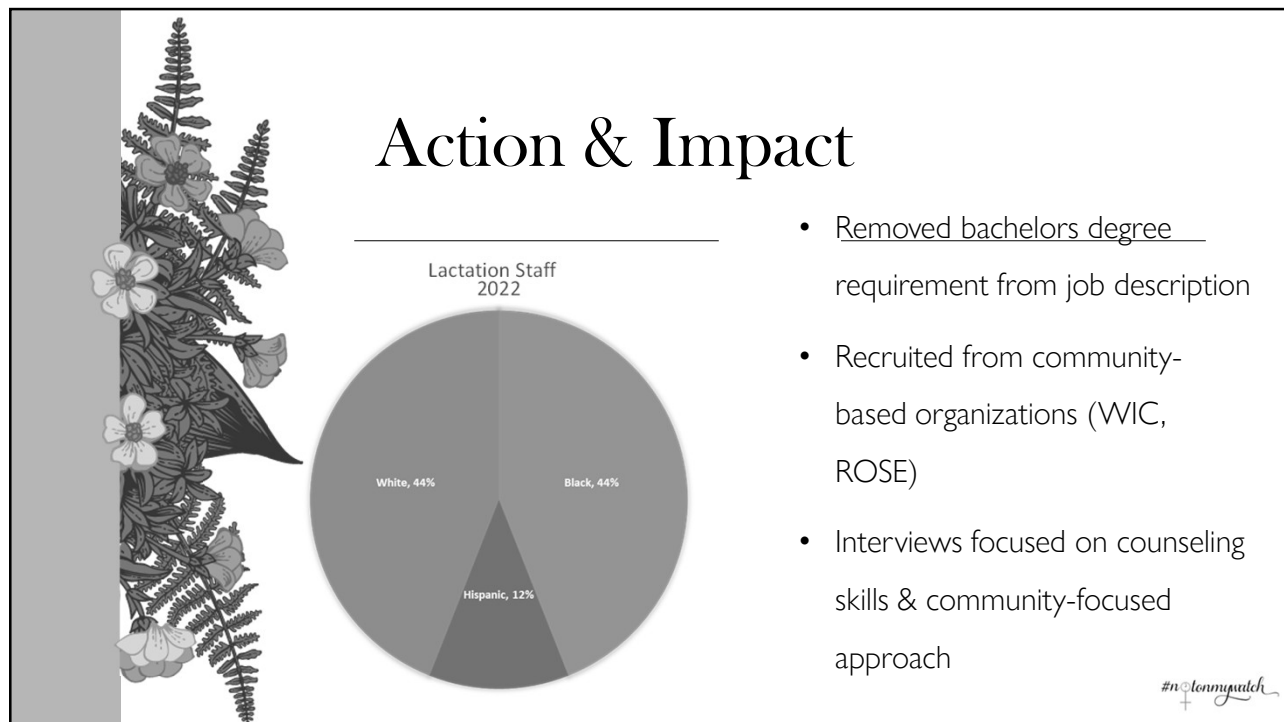 Action & Impact
Lactation Staff
2022
White, 44%
Black, 44%
Hispanic, 12%
• Removed bachelors degree
requirement from job description
• Recruited from community-
based organizations (WIC,
ROSE)
• Interviews focused on counseling
skills & community-focused
approach
#notonmywatch